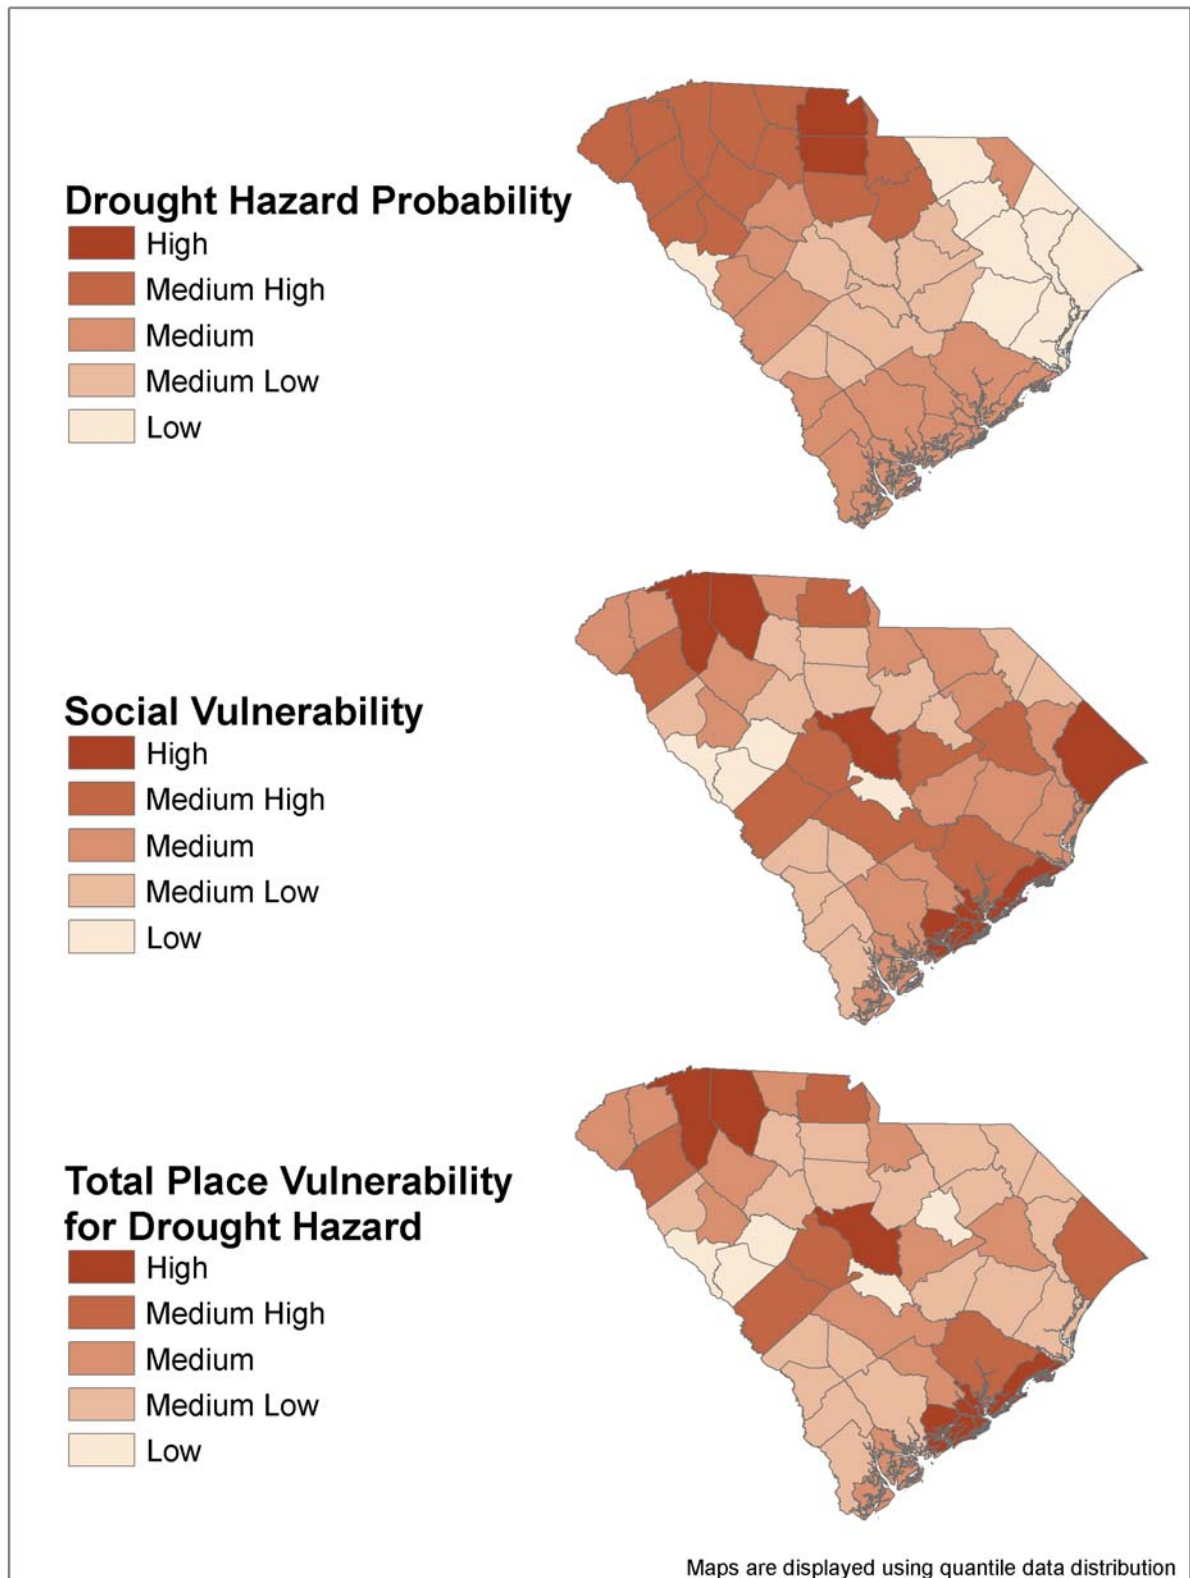 Drought Hazard Probability
High
Medium High
Medium
Medium Low
Low
Social Vulnerability
High
Medium High
Medium
Medium Low
Low
Total Place Vulnerability
for Drought Hazard
High
Medium High
Medium
Medium Low
Low
Maps are displayed using quantile data distribution